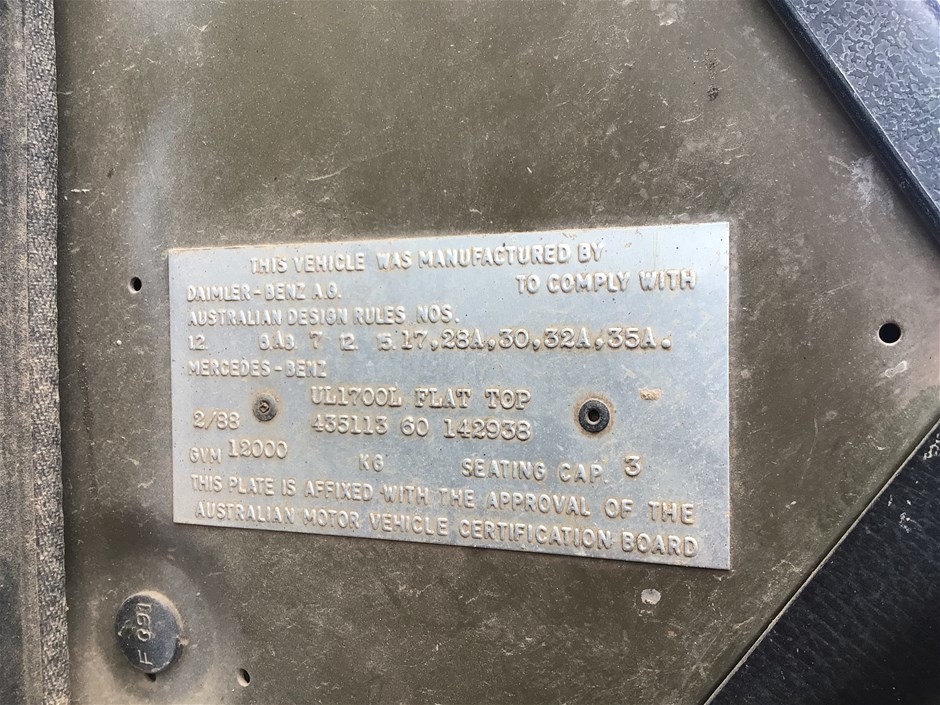 THIS VEHICLE WAS MANUFACTURED BY
DAIMLER-BENZ A.G. TO COMPLY WITH
AUSTRALIAN DESIGN RULES NOS.
12 7 12 15 17,28A,30,32A,35A.
MERCEDES-BENZ
UL1700L FLAT TOP
2/88 435113 60 142938
GVM 12000 KG SEATING CAP 3
THIS PLATE IS AFFIXED WITH THE APPROVAL OF THE
AUSTRALIAN MOTOR VEHICLE CERTIFICATION BOARD